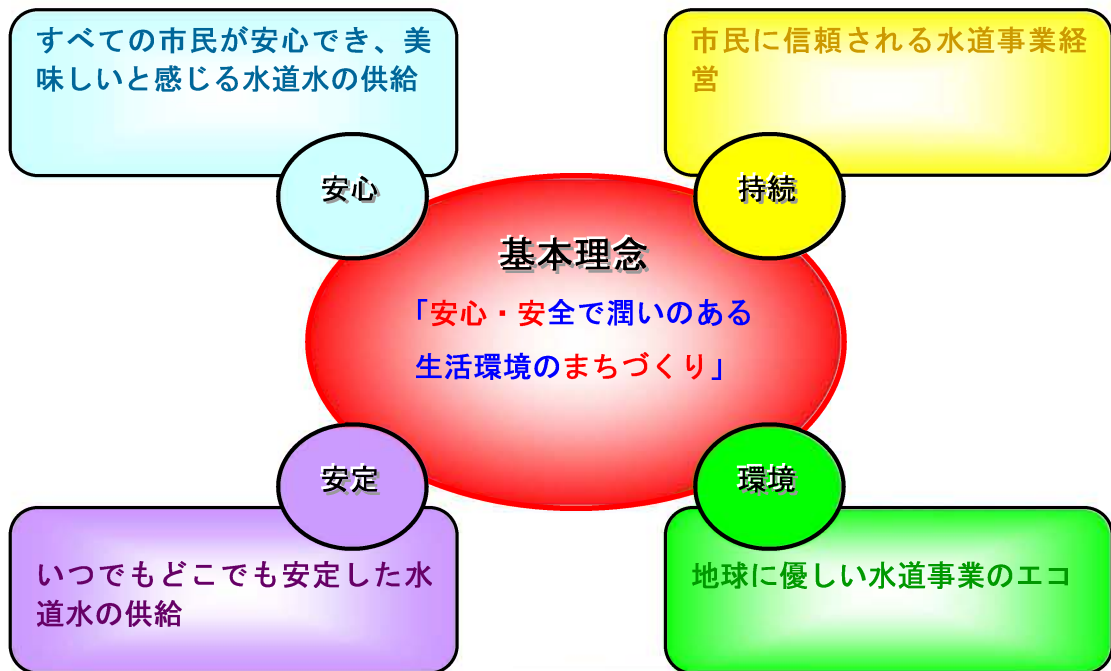 すべての市民が安心でき、美
味しいと感じる水道水の供給
市民に信頼される水道事業経
営
安心
持続
基本理念
「安心・安全で潤いのある
生活環境のまちづくり」
安定
環境
いつでもどこでも安定した水
道水の供給
地球に優しい水道事業のエコ